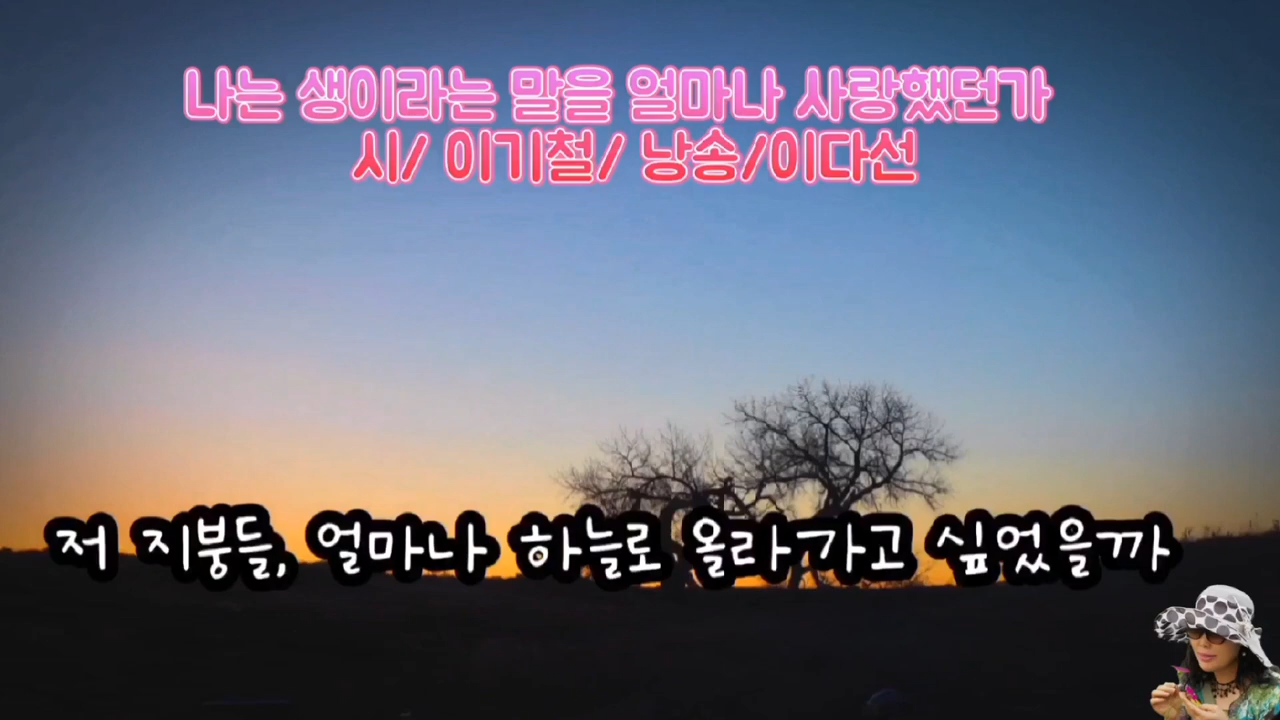 나는 생이라는 말을 얼마나 사랑했던가
시/ 이기철/ 낭송/이다선
저 지붕들, 얼마나 하늘로 올라가고 싶었을까